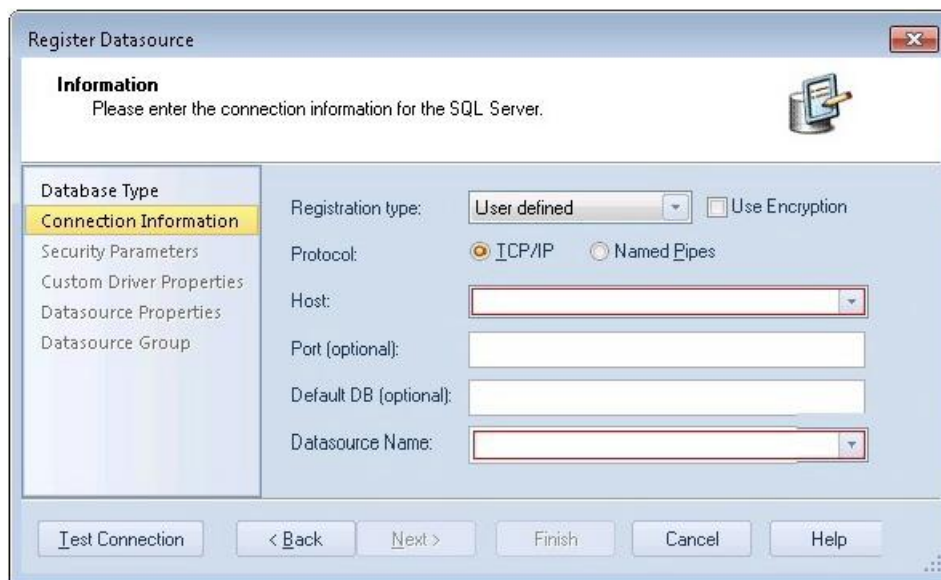 Register Datasource
Information
Please enter the connection information for the SQL Server.
Database Type
Connection Information
Security Parameters
Custom Driver Properties
Datasource Properties
Datasource Group
Registration type: User defined Use Encryption
Protocol: TCP/IP Named Pipes
Host:
Port (optional):
Default DB (optional):
Datasource Name:
Test Connection < Back Next > Finish Cancel Help